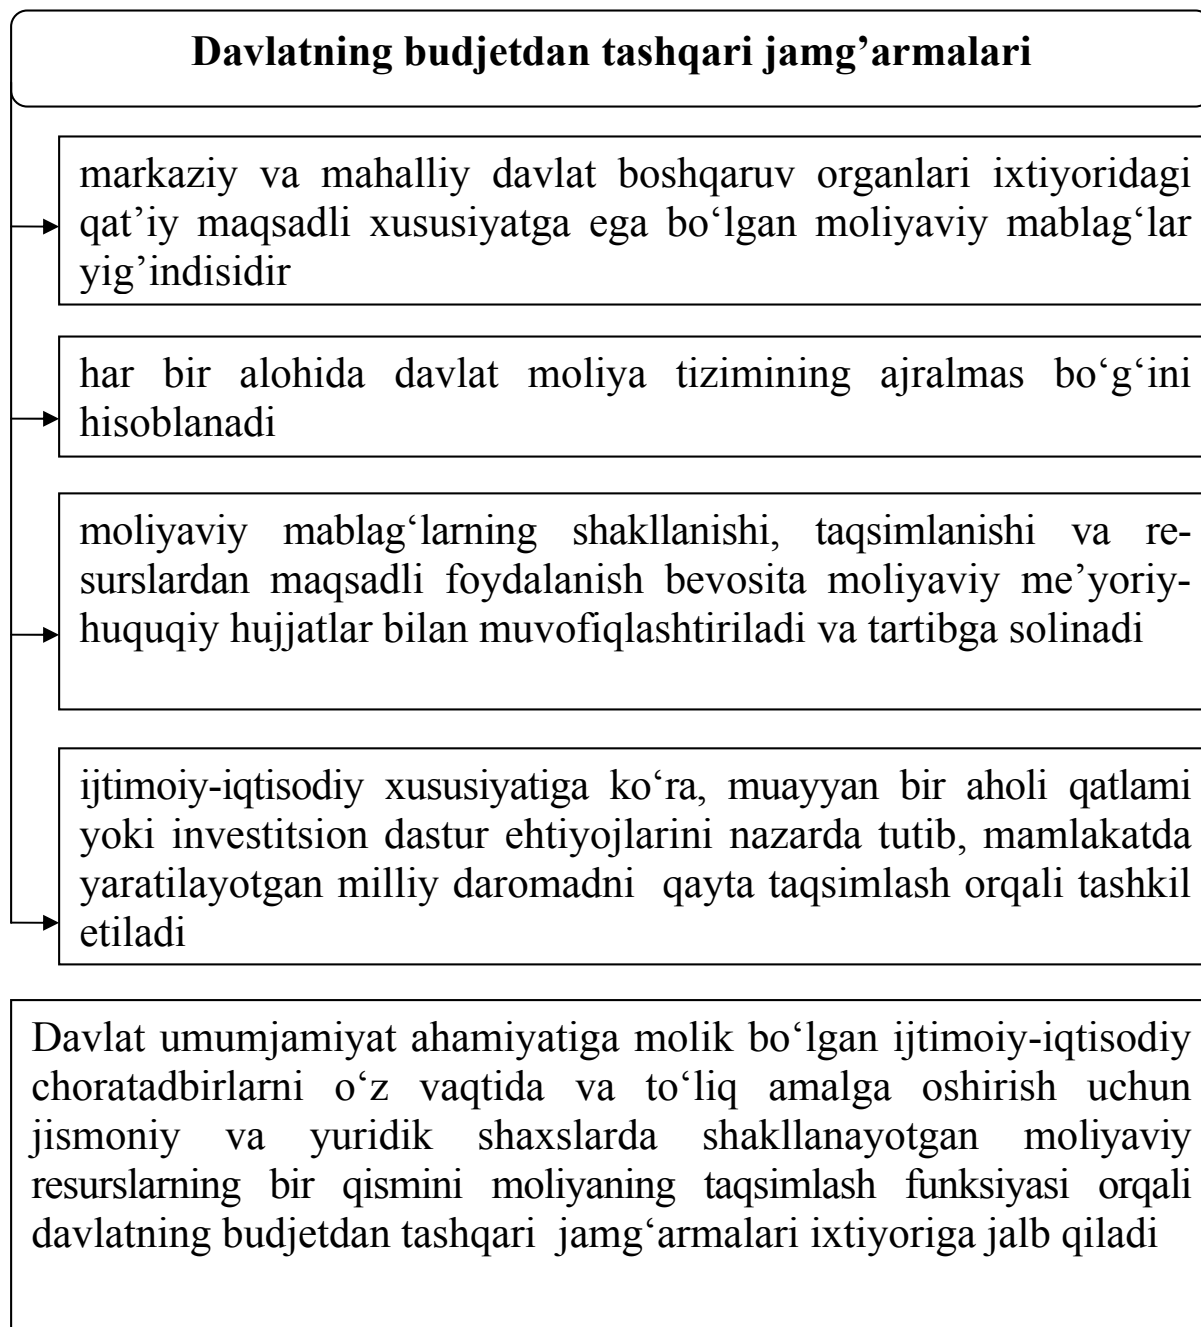 Davlatning budjetdan tashqari jamg’armalari
markaziy va mahalliy davlat boshqaruv organlari ixtiyoridagi
qat’iy maqsadli xususiyatga ega bo‘lgan moliyaviy mablag‘lar
yig’indisidir
har bir alohida davlat moliya tizimining ajralmas bo‘g‘ini
hisoblanadi
moliyaviy mablag‘larning shakllanishi, taqsimlanishi va re-
surslardan maqsadli foydalanish bevosita moliyaviy me’yoriy-
huquqiy hujjatlar bilan muvofiqlashtiriladi va tartibga solinadi
ijtimoiy-iqtisodiy xususiyatiga ko‘ra, muayyan bir aholi qatlami
yoki investitsion dastur ehtiyojlarini nazarda tutib, mamlakatda
yaratilayotgan milliy daromadni qayta taqsimlash orqali tashkil
etiladi
Davlat umumjamiyat ahamiyatiga molik bo‘lgan ijtimoiy-iqtisodiy
choratadbirlarni o‘z vaqtida va to‘liq amalga oshirish uchun
jismoniy va yuridik shaxslarda shakllanayotgan moliyaviy
resurslarning bir qismini moliyaning taqsimlash funksiyasi orqali
davlatning budjetdan tashqari jamg‘armalari ixtiyoriga jalb qiladi